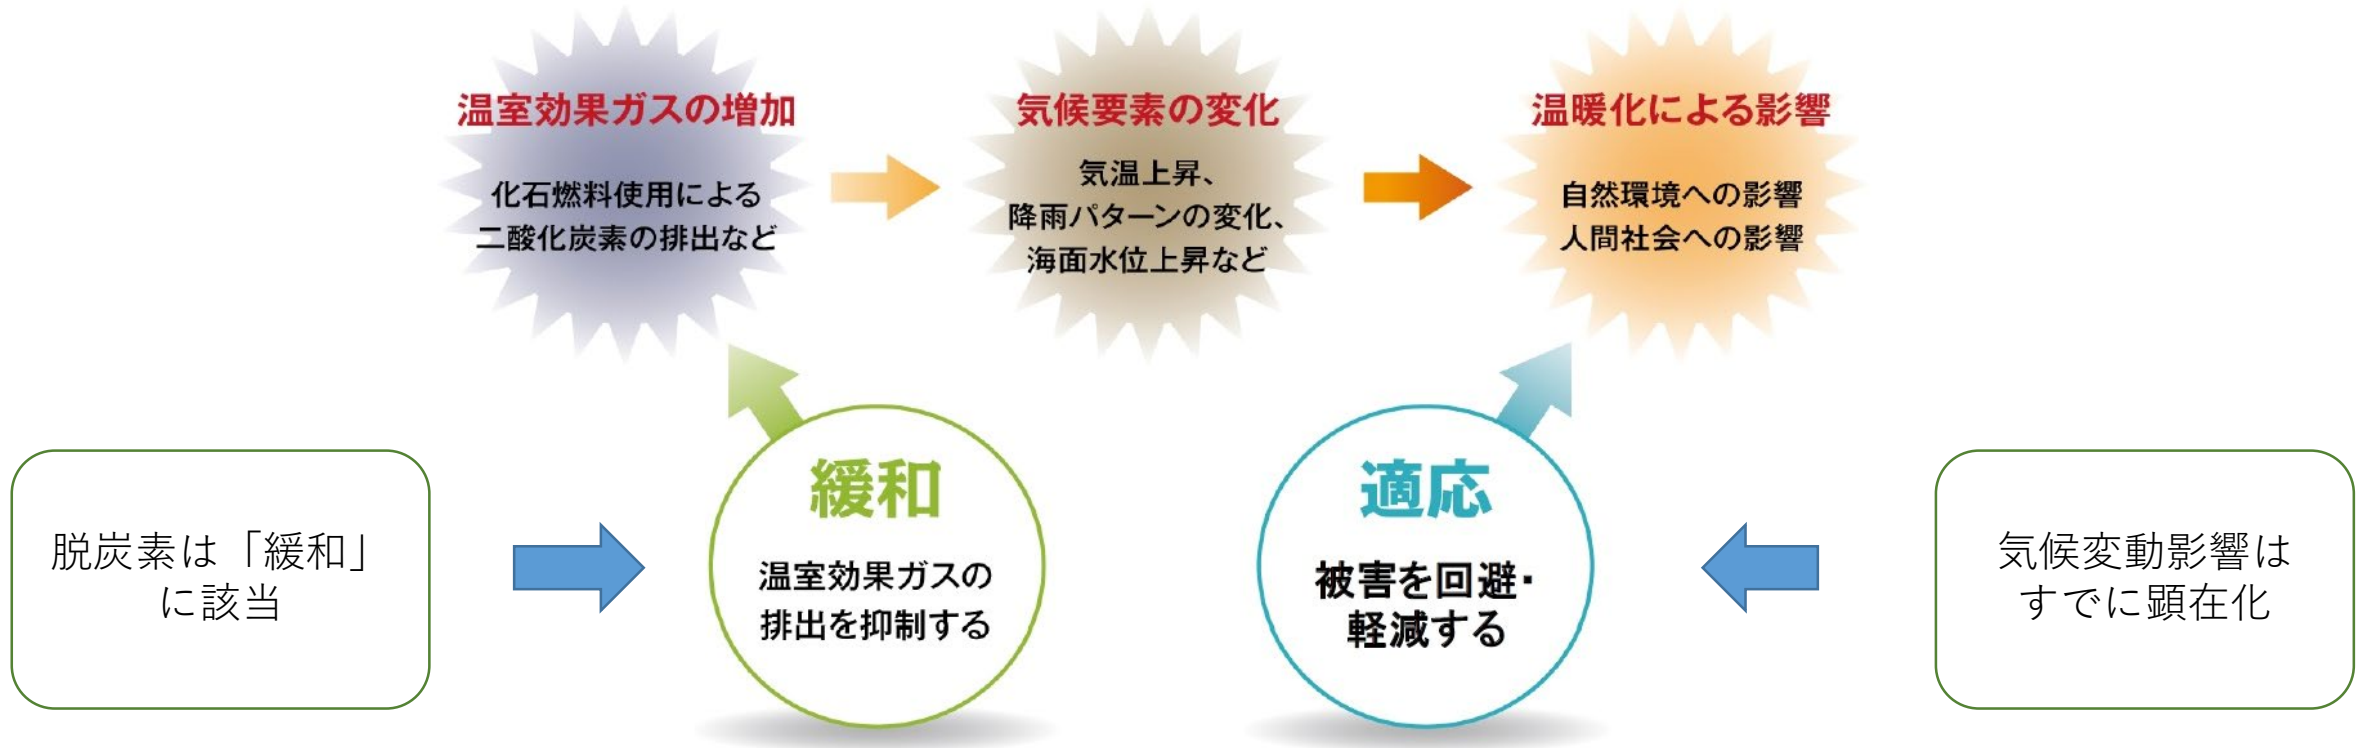 温室効果ガスの増加
化石燃料使用による
二酸化炭素の排出など
気候要素の変化
気温上昇、
降雨パターンの変化、
海面水位上昇など
温暖化による影響
自然環境への影響
人間社会への影響
脱炭素は「緩和」
に該当
緩和
温室効果ガスの
排出を抑制する
適応
被害を回避・
軽減する
気候変動影響は
すでに顕在化